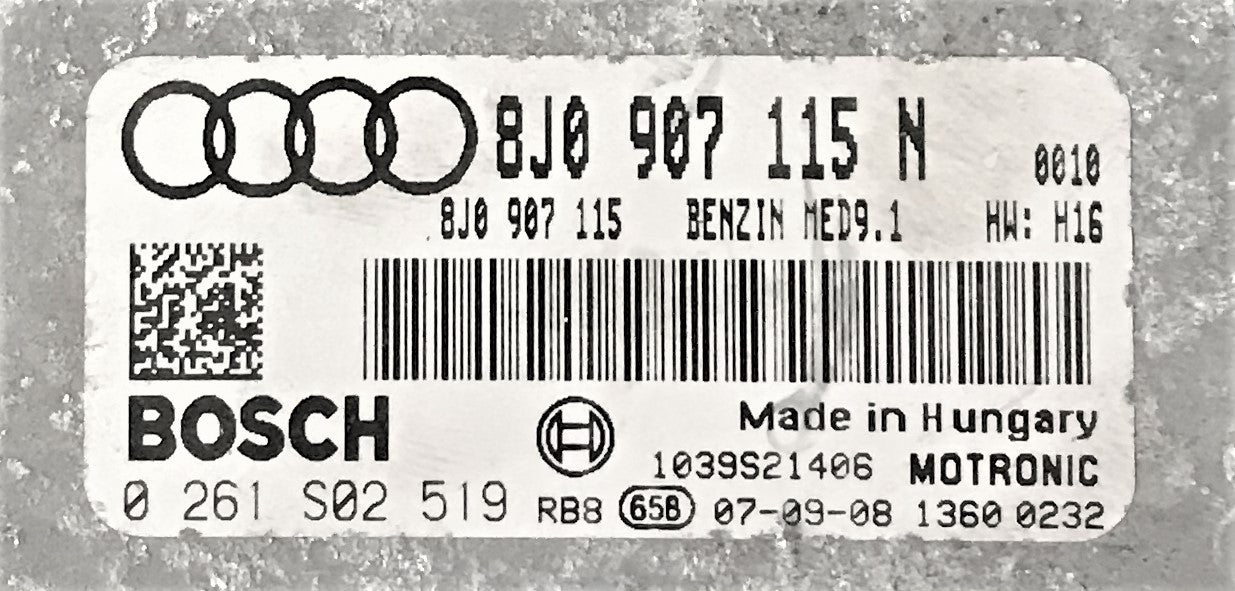 8J0 907 115 N 0010
8J0 907 115 BENZIN MED9.1 HW: H16
BOSCH
Made in Hungary
1039S21406 MOTRONIC
0 261 S02 519 RB8 65B 07-09-08 1360 0232